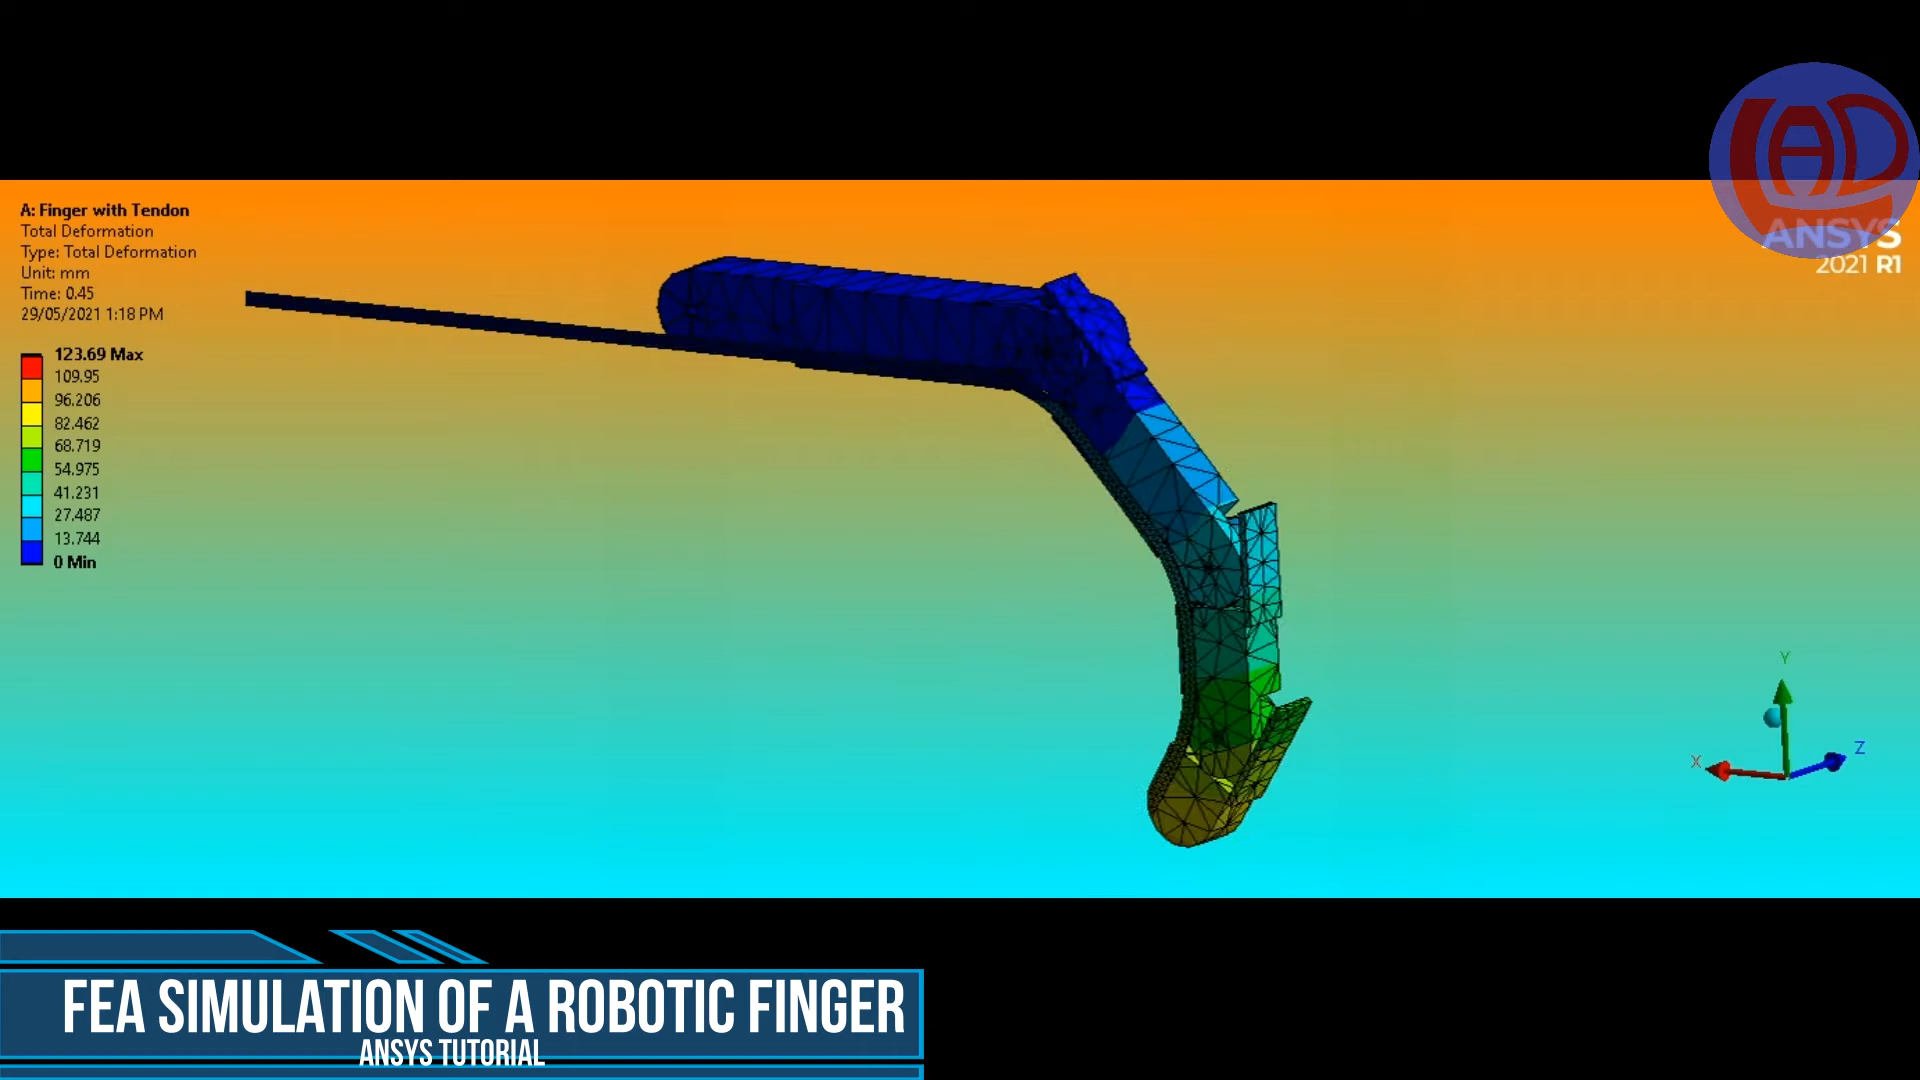 A: Finger with Tendon
Total Deformation
Type: Total Deformation
Unit: mm
Time: 0.45
29/05/2021 1:18 PM
123.69 Max
109.95
96.206
82.462
68.719
54.975
41.231
27.487
13.744
0 Min
ANSYS
2021 R1
Y
Z
X
FEA SIMULATION OF A ROBOTIC FINGER
ANSYS TUTORIAL